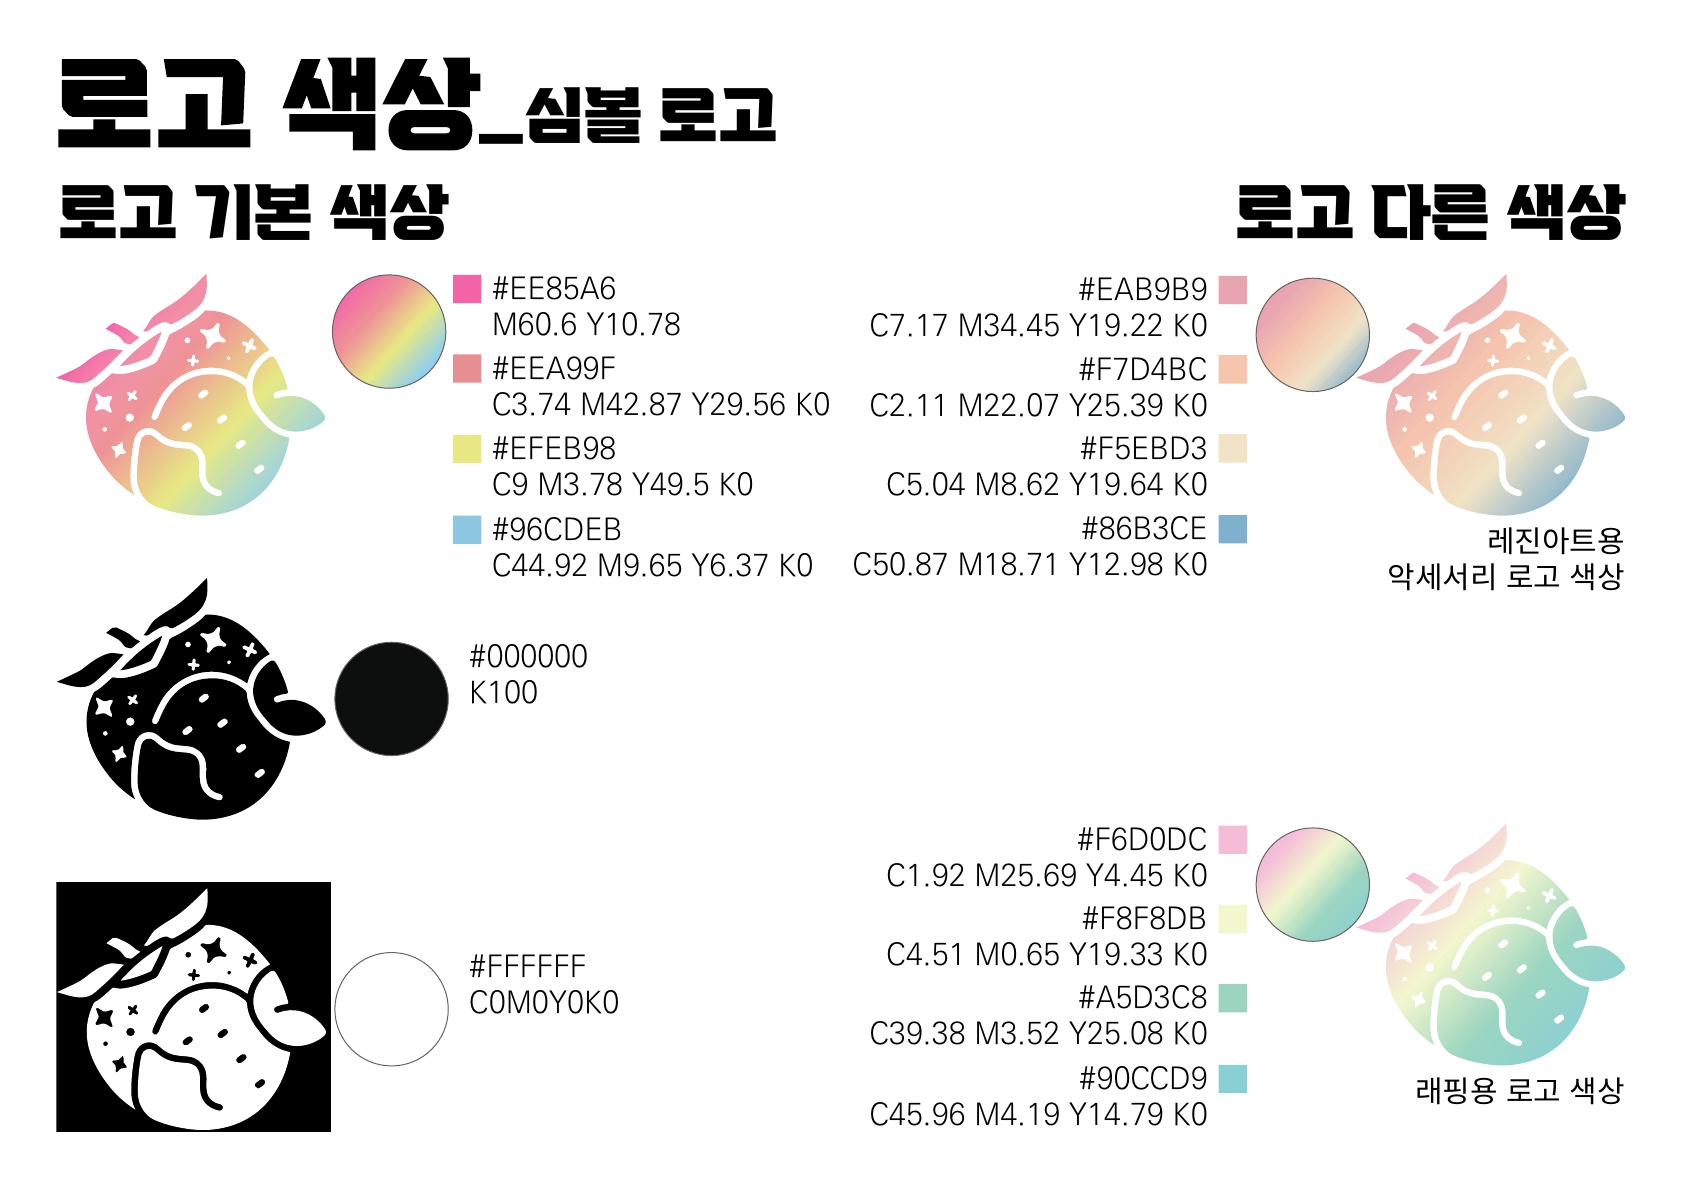 로고 색상_심볼 로고
로고 기본 색상
#EE85A6
M60.6 Y10.78
#EEA99F
C3.74 M42.87 Y29.56 K0
#EFEB98
C9 M3.78 Y49.5 K0
#96CDEB
C44.92 M9.65 Y6.37 K0
#000000
K100
#FFFFFF
C0M0Y0K0
로고 다른 색상
#EAB9B9
C7.17 M34.45 Y19.22 K0
#F7D4BC
C2.11 M22.07 Y25.39 K0
#F5EBD3
C5.04 M8.62 Y19.64 K0
#86B3CE
C50.87 M18.71 Y12.98 K0
레진아트용
악세서리 로고 색상
#F6D0DC
C1.92 M25.69 Y4.45 K0
#F8F8DB
C4.51 M0.65 Y19.33 K0
#A5D3C8
C39.38 M3.52 Y25.08 K0
#90CCD9
C45.96 M4.19 Y14.79 K0
래핑용 로고 색상